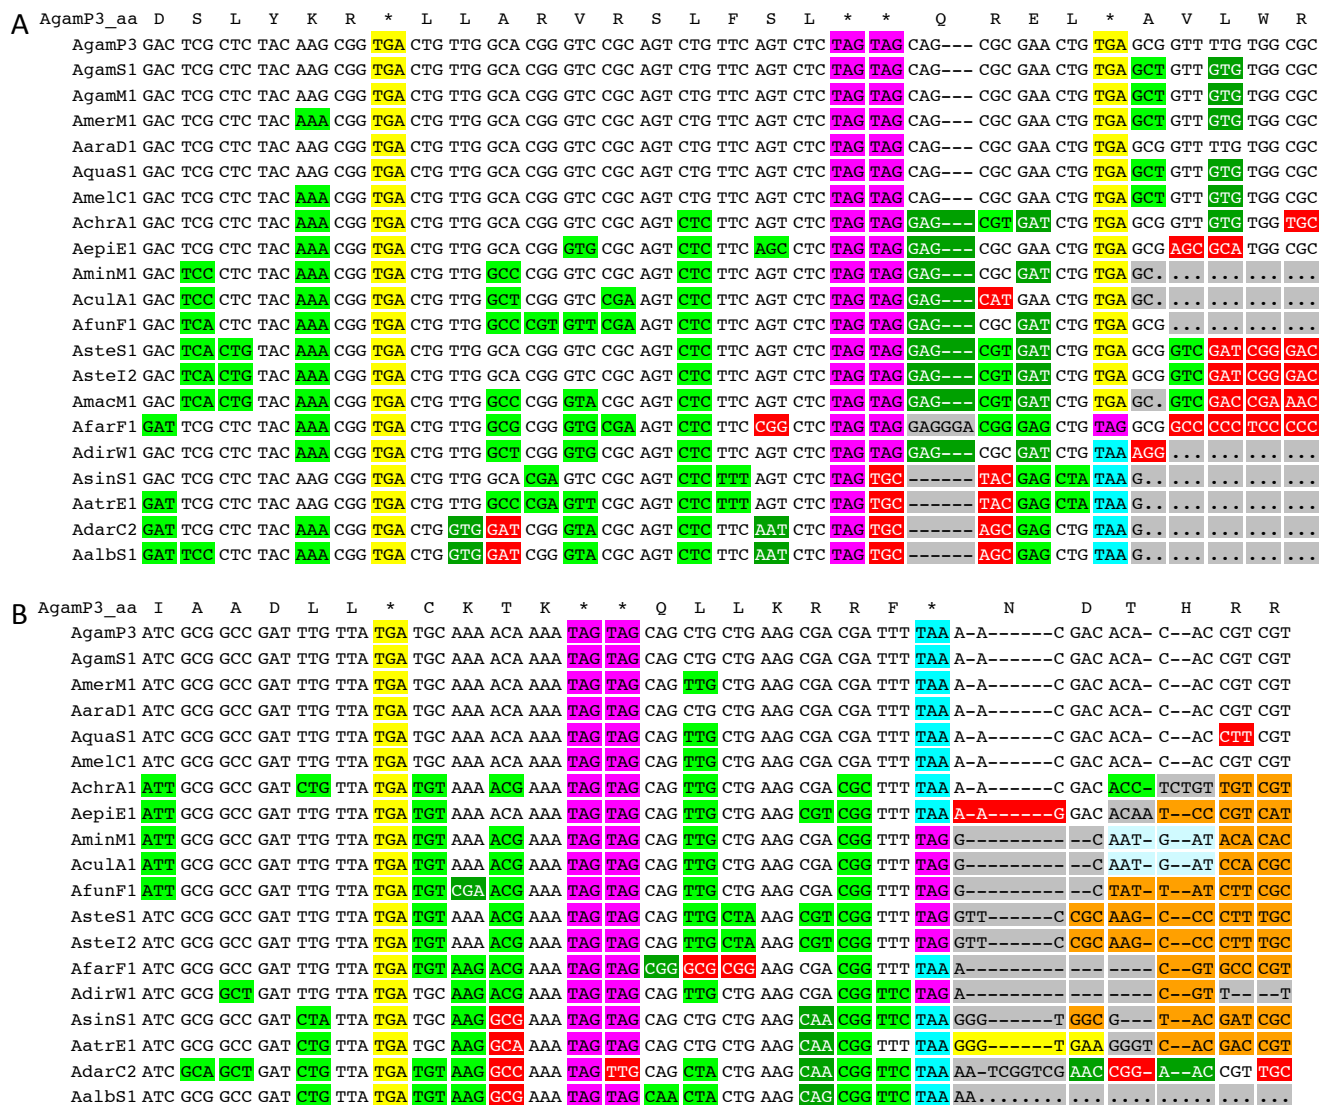 A AgamP3_aa D S L Y K R * L L A R V R S L F S L * * Q R E L * A V L W R
AgamP3 GAC TCG CTC TAC AAG CGG TGA CTG TTG GCA CGG GTC CGC AGT CTG TTC AGT CTC TAG TAG CAG--- CGC GAA CTG TGA GCG GTT TTG TGG CGC
AgamS1 GAC TCG CTC TAC AAG CGG TGA CTG TTG GCA CGG GTC CGC AGT CTG TTC AGT CTC TAG TAG CAG--- CGC GAA CTG TGA GCT GTT GTG TGG CGC
AgamM1 GAC TCG CTC TAC AAG CGG TGA CTG TTG GCA CGG GTC CGC AGT CTG TTC AGT CTC TAG TAG CAG--- CGC GAA CTG TGA GCT GTT GTG TGG CGC
AmerM1 GAC TCG CTC TAC AAA CGG TGA CTG TTG GCA CGG GTC CGC AGT CTG TTC AGT CTC TAG TAG CAG--- CGC GAA CTG TGA GCT GTT GTG TGG CGC
AaraD1 GAC TCG CTC TAC AAG CGG TGA CTG TTG GCA CGG GTC CGC AGT CTG TTC AGT CTC TAG TAG CAG--- CGC GAA CTG TGA GCG GTT TTG TGG CGC
AquaS1 GAC TCG CTC TAC AAG CGG TGA CTG TTG GCA CGG GTC CGC AGT CTG TTC AGT CTC TAG TAG CAG--- CGC GAA CTG TGA GCT GTT GTG TGG CGC
AmelC1 GAC TCG CTC TAC AAA CGG TGA CTG TTG GCA CGG GTC CGC AGT CTG TTC AGT CTC TAG TAG CAG--- CGC GAA CTG TGA GCT GTT GTG TGG CGC
AchrA1 GAC TCG CTC TAC AAA CGG TGA CTG TTG GCA CGG GTC CGC AGT CTC TTC AGT CTC TAG TAG GAG--- CGT GAT CTG TGA GCG GTT GTG TGG TGC
AepiE1 GAC TCG CTC TAC AAA CGG TGA CTG TTG GCA CGG GTG CGC AGT CTC TTC AGC CTC TAG TAG GAG--- CGC GAA CTG TGA GCG AGC GCA TGG CGC
AminM1 GAC TCC CTC TAC AAA CGG TGA CTG TTG GCC CGG GTC CGC AGT CTC TTC AGT CTC TAG TAG GAG--- CGC GAT CTG TGA GC. ... ... ... ...
AculA1 GAC TCC CTC TAC AAA CGG TGA CTG TTG GCT CGG GTC CGA AGT CTC TTC AGT CTC TAG TAG GAG--- CAT GAA CTG TGA GC. ... ... ... ...
AfunF1 GAC TCA CTC TAC AAA CGG TGA CTG TTG GCC CGT GTT CGA AGT CTC TTC AGT CTC TAG TAG GAG--- CGC GAT CTG TGA GCG ... ... ... ...
AsteS1 GAC TCA CTG TAC AAA CGG TGA CTG TTG GCA CGG GTC CGC AGT CTC TTC AGT CTC TAG TAG GAG--- CGT GAT CTG TGA GCG GTC GAT CGG GAC
AsteI2 GAC TCA CTG TAC AAA CGG TGA CTG TTG GCA CGG GTC CGC AGT CTC TTC AGT CTC TAG TAG GAG--- CGT GAT CTG TGA GCG GTC GAT CGG GAC
AmacM1 GAC TCA CTG TAC AAA CGG TGA CTG TTG GCC CGG GTA CGC AGT CTC TTC AGT CTC TAG TAG GAG--- CGT GAT CTG TGA GC. GTC GAC CGA AAC
AfarF1 GAT TCG CTC TAC AAA CGG TGA CTG TTG GCG CGG GTG CGA AGT CTC TTC CGG CTC TAG TAG GAGGGA CGG GAG CTG TAG GCG GCC CCC TCC CCC
AdirW1 GAC TCG CTC TAC AAA CGG TGA CTG TTG GCT CGG GTG CGC AGT CTC TTC AGT CTC TAG TAG GAG--- CGC GAT CTG TAA AGG ... ... ... ...
AsinS1 GAC TCG CTC TAC AAG CGG TGA CTG TTG GCA CGA GTC CGC AGT CTC TTT AGT CTC TAG TGC ------ TAC GAG CTA TAA G.. ... ... ... ...
AatrE1 GAT TCG CTC TAC AAG CGG TGA CTG TTG GCC CGA GTT CGC AGT CTC TTT AGT CTC TAG TGC ------ TAC GAG CTA TAA G.. ... ... ... ...
AdarC2 GAT TCG CTC TAC AAA CGG TGA CTG GTG GAT CGG GTA CGC AGT CTC TTC AAT CTC TAG TGC ------ AGC GAG CTG TAA G.. ... ... ... ...
AalbS1 GAT TCC CTC TAC AAA CGG TGA CTG GTG GAT CGG GTA CGC AGT CTC TTC AAT CTC TAG TGC ------ AGC GAG CTG TAA G.. ... ... ... ...
B AgamP3_aa I A A D L L * C K T K * * Q L L K R R F * N D T H R R
AgamP3 ATC GCG GCC GAT TTG TTA TGA TGC AAA ACA AAA TAG TAG CAG CTG CTG AAG CGA CGA TTT TAA A-A------C GAC ACA- C--AC CGT CGT
AgamS1 ATC GCG GCC GAT TTG TTA TGA TGC AAA ACA AAA TAG TAG CAG CTG CTG AAG CGA CGA TTT TAA A-A------C GAC ACA- C--AC CGT CGT
AmerM1 ATC GCG GCC GAT TTG TTA TGA TGC AAA ACA AAA TAG TAG CAG TTG CTG AAG CGA CGA TTT TAA A-A------C GAC ACA- C--AC CGT CGT
AaraD1 ATC GCG GCC GAT TTG TTA TGA TGC AAA ACA AAA TAG TAG CAG CTG CTG AAG CGA CGA TTT TAA A-A------C GAC ACA- C--AC CGT CGT
AquaS1 ATC GCG GCC GAT TTG TTA TGA TGC AAA ACA AAA TAG TAG CAG TTG CTG AAG CGA CGA TTT TAA A-A------C GAC ACA- C--AC CTT CGT
AmelC1 ATC GCG GCC GAT TTG TTA TGA TGC AAA ACA AAA TAG TAG CAG TTG CTG AAG CGA CGA TTT TAA A-A------C GAC ACA- C--AC CGT CGT
AchrA1 ATT GCG GCC GAT CTG TTA TGA TGT AAA ACG AAA TAG TAG CAG TTG CTG AAG CGA CGC TTT TAA A-A------C GAC ACC- TCTGT TGT CGT
AepiE1 ATT GCG GCC GAT TTG TTA TGA TGT AAA ACA AAA TAG TAG CAG TTG CTG AAG CGT CGG TTT TAA A-A------G GAC ACAA T--CC CGT CAT
AminM1 ATT GCG GCC GAT TTG TTA TGA TGT AAA ACG AAA TAG TAG CAG TTG CTG AAG CGA CGG TTT TAG G--------- --C AAT- G--AT ACA CAC
AculA1 ATT GCG GCC GAT TTG TTA TGA TGT AAA ACG AAA TAG TAG CAG TTG CTG AAG CGA CGG TTT TAG G--------- --C AAT- G--AT CCA CGC
AfunF1 ATT GCG GCC GAT TTG TTA TGA TGT CGA ACG AAA TAG TAG CAG TTG CTG AAG CGA CGG TTT TAG G--------- --C TAT- T--AT CTT CGC
AsteS1 ATC GCG GCC GAT TTG TTA TGA TGT AAA ACG AAA TAG TAG CAG TTG CTA AAG CGT CGG TTT TAG GTT------C CGC AAG- C--CC CTT TGC
AsteI2 ATC GCG GCC GAT TTG TTA TGA TGT AAA ACG AAA TAG TAG CAG TTG CTA AAG CGT CGG TTT TAG GTT------C CGC AAG- C--CC CTT TGC
AfarF1 ATC GCG GCC GAT TTG TTA TGA TGT AAG ACG AAA TAG TAG CGG GCG CGG AAG CGA CGG TTT TAA A--------- --- ---- C--GT GCC CGT
AdirW1 ATC GCG GCT GAT TTG TTA TGA TGC AAG ACG AAA TAG TAG CAG TTG CTG AAG CGA CGG TTC TAG A--------- --- ---- C--GT T-- --T
AsinS1 ATC GCG GCC GAT CTA TTA TGA TGC AAG GCG AAA TAG TAG CAG CTG CTG AAG CAA CGG TTC TAA GGG------T GGC G--- T--AC GAT CGC
AatrE1 ATC GCG GCC GAT CTG TTA TGA TGC AAG GCA AAA TAG TAG CAG CTG CTG AAG CAA CGG TTT TAA GGG------T GAA GGGT C--AC GAC CGT
AdarC2 ATC GCA GCT GAT CTG TTA TGA TGT AAG GCC AAA TAG TTG CAG CTA CTG AAG CAA CGG TTC TAA AA-TCGGTCG AAC CGG- A--AC CGT TGC
AalbS1 ATC GCG GCC GAT CTG TTA TGA TGT AAG GCG AAA TAG TAG CAA CTA CTG AAG CAG CGG TTC TAA AA........ ... .... ..... ... ...